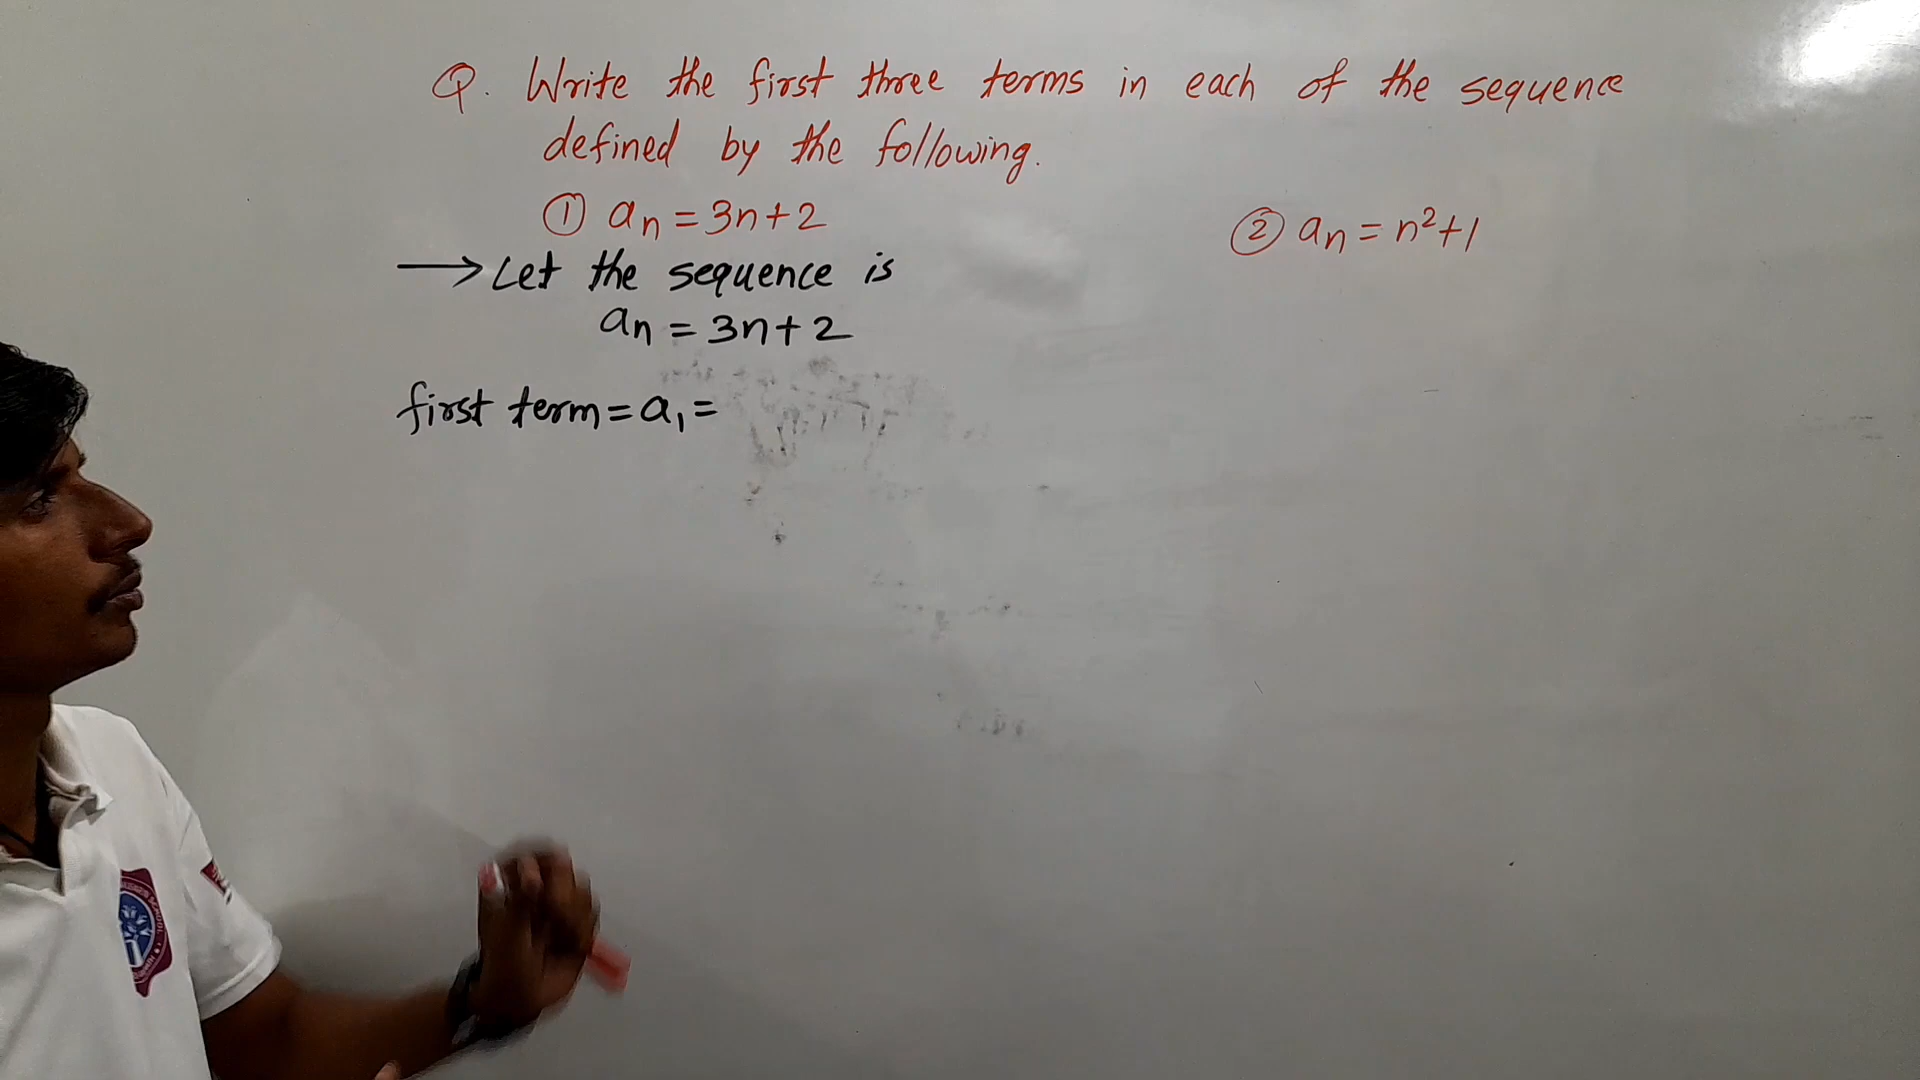 Q. Write the first three terms in each of the sequence
defined by the following.
① an = 3n+2
② an = n²+1
→ Let the sequence is
an = 3n+2
first term = a₁ =